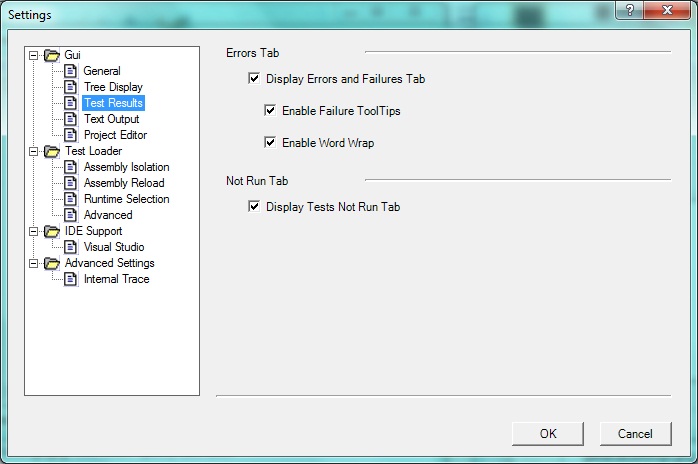 Settings
Gui
General
Tree Display
Test Results
Text Output
Project Editor
Test Loader
Assembly Isolation
Assembly Reload
Runtime Selection
Advanced
IDE Support
Visual Studio
Advanced Settings
Internal Trace
Errors Tab
Display Errors and Failures Tab
Enable Failure ToolTips
Enable Word Wrap
Not Run Tab
Display Tests Not Run Tab
OK
Cancel